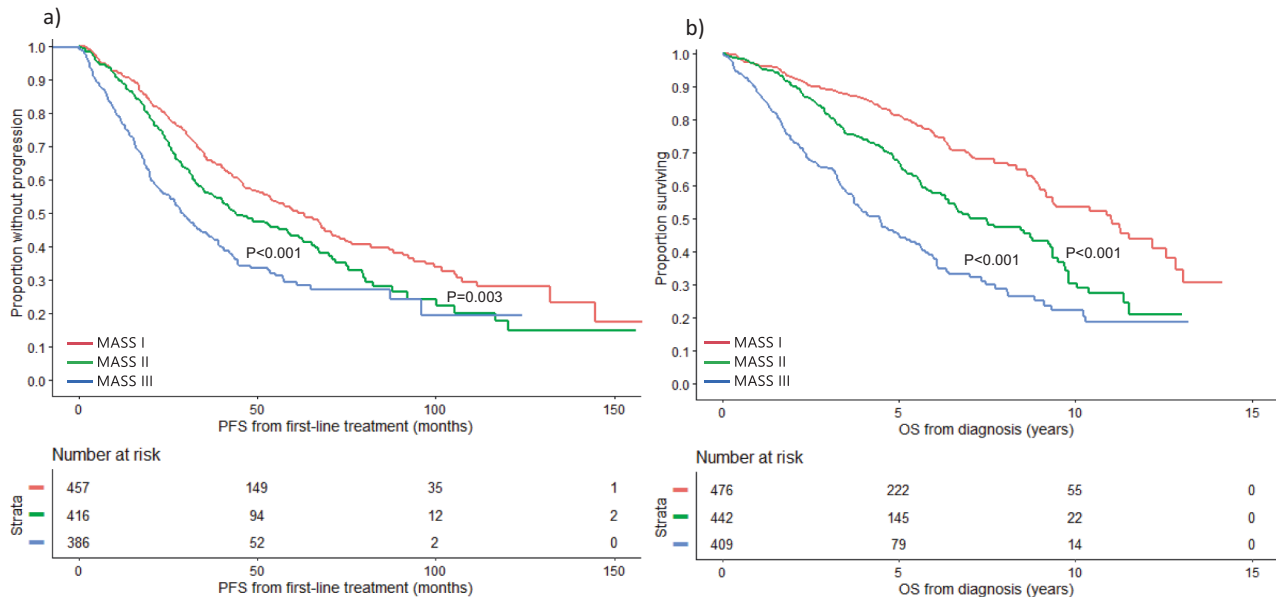 a)
1.0
0.9
0.8
0.7
0.6
0.5
0.4
0.3
0.2
0.1
0.0
Proportion without progression
P<0.001
P=0.003
MASS I
MASS II
MASS III
0 50 100 150
PFS from first-line treatment (months)
Number at risk
Strata
457 149 35 1
416 94 12 2
386 52 2 0
0 50 100 150
PFS from first-line treatment (months)
b)
1.0
0.9
0.8
0.7
0.6
0.5
0.4
0.3
0.2
0.1
0.0
Proportion surviving
P<0.001
P<0.001
MASS I
MASS II
MASS III
0 5 10 15
OS from diagnosis (years)
Number at risk
Strata
476 222 55 0
442 145 22 0
409 79 14 0
0 5 10 15
OS from diagnosis (years)